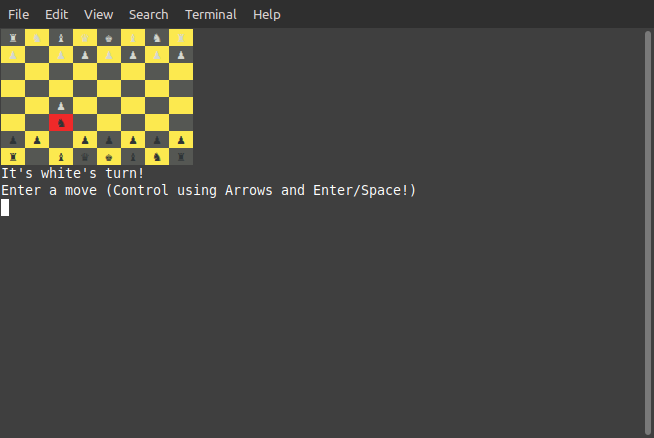 File Edit View Search Terminal Help
It's white's turn!
Enter a move (Control using Arrows and Enter/Space!)